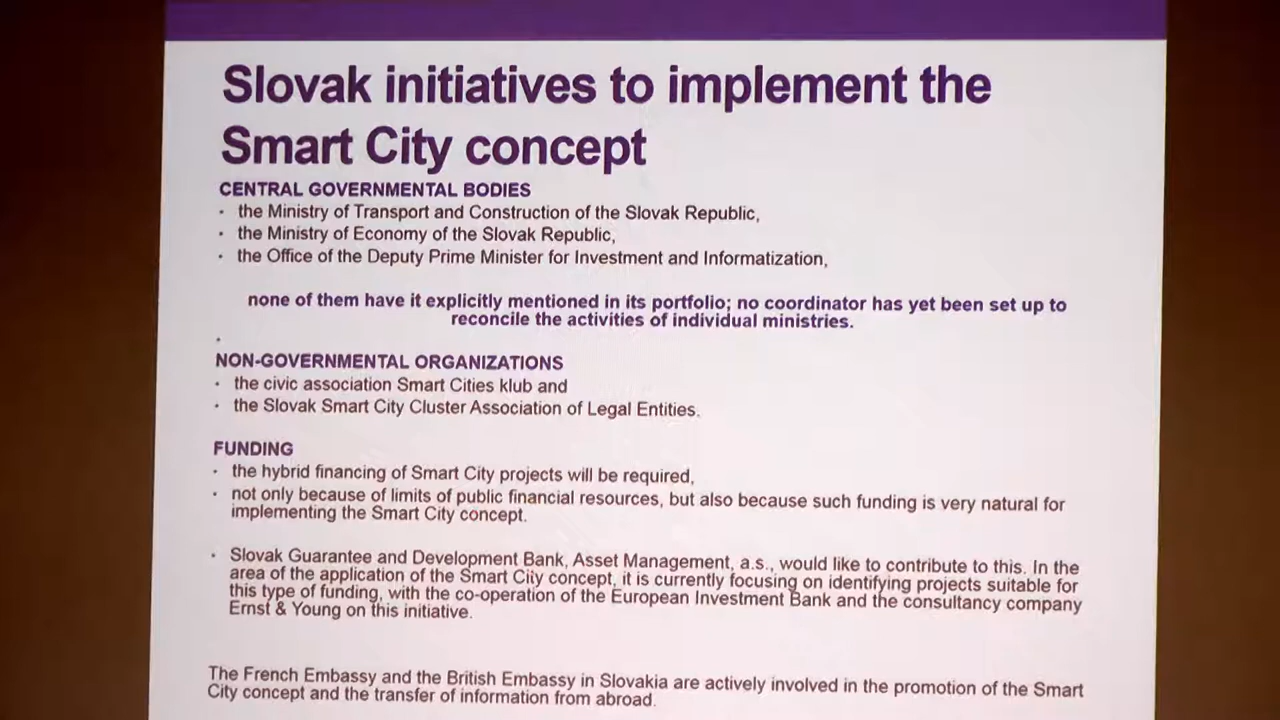 Slovak initiatives to implement the
Smart City concept
CENTRAL GOVERNMENTAL BODIES
· the Ministry of Transport and Construction of the Slovak Republic,
· the Ministry of Economy of the Slovak Republic,
· the Office of the Deputy Prime Minister for Investment and Informatization,
none of them have it explicitly mentioned in its portfolio; no coordinator has yet been set up to
reconcile the activities of individual ministries.
·
NON-GOVERNMENTAL ORGANIZATIONS
· the civic association Smart Cities klub and
· the Slovak Smart City Cluster Association of Legal Entities.
FUNDING
· the hybrid financing of Smart City projects will be required,
· not only because of limits of public financial resources, but also because such funding is very natural for
implementing the Smart City concept.
· Slovak Guarantee and Development Bank, Asset Management, a.s., would like to contribute to this. In the
area of the application of the Smart City concept, it is currently focusing on identifying projects suitable for
this type of funding, with the co-operation of the European Investment Bank and the consultancy company
Ernst & Young on this initiative.
The French Embassy and the British Embassy in Slovakia are actively involved in the promotion of the Smart
City concept and the transfer of information from abroad.